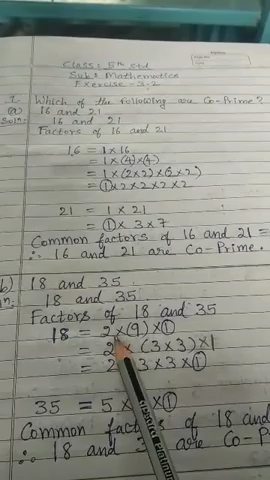 Class: 5th std
Sub: Mathematics
Exercise - 3.2
1. Which of the following are Co-Prime?
(a) 16 and 21
Soln: 16 and 21
Factors of 16 and 21
16 = 1×16
= 1×(4)×(4)
= 1×(2×2)×(2×2)
= 1×2×2×2×2
21 = 1×21
= 1×3×7
Common factors of 16 and 21 =
∴ 16 and 21 are Co-Prime.
b) 18 and 35
18 and 35
Factors of 18 and 35
18 = 2×(9)×1
= 2×(3×3)×1
= 2 3×3×1
35 = 5×7×1
Common factors of 18 and
∴ 18 and 3 are Co-P